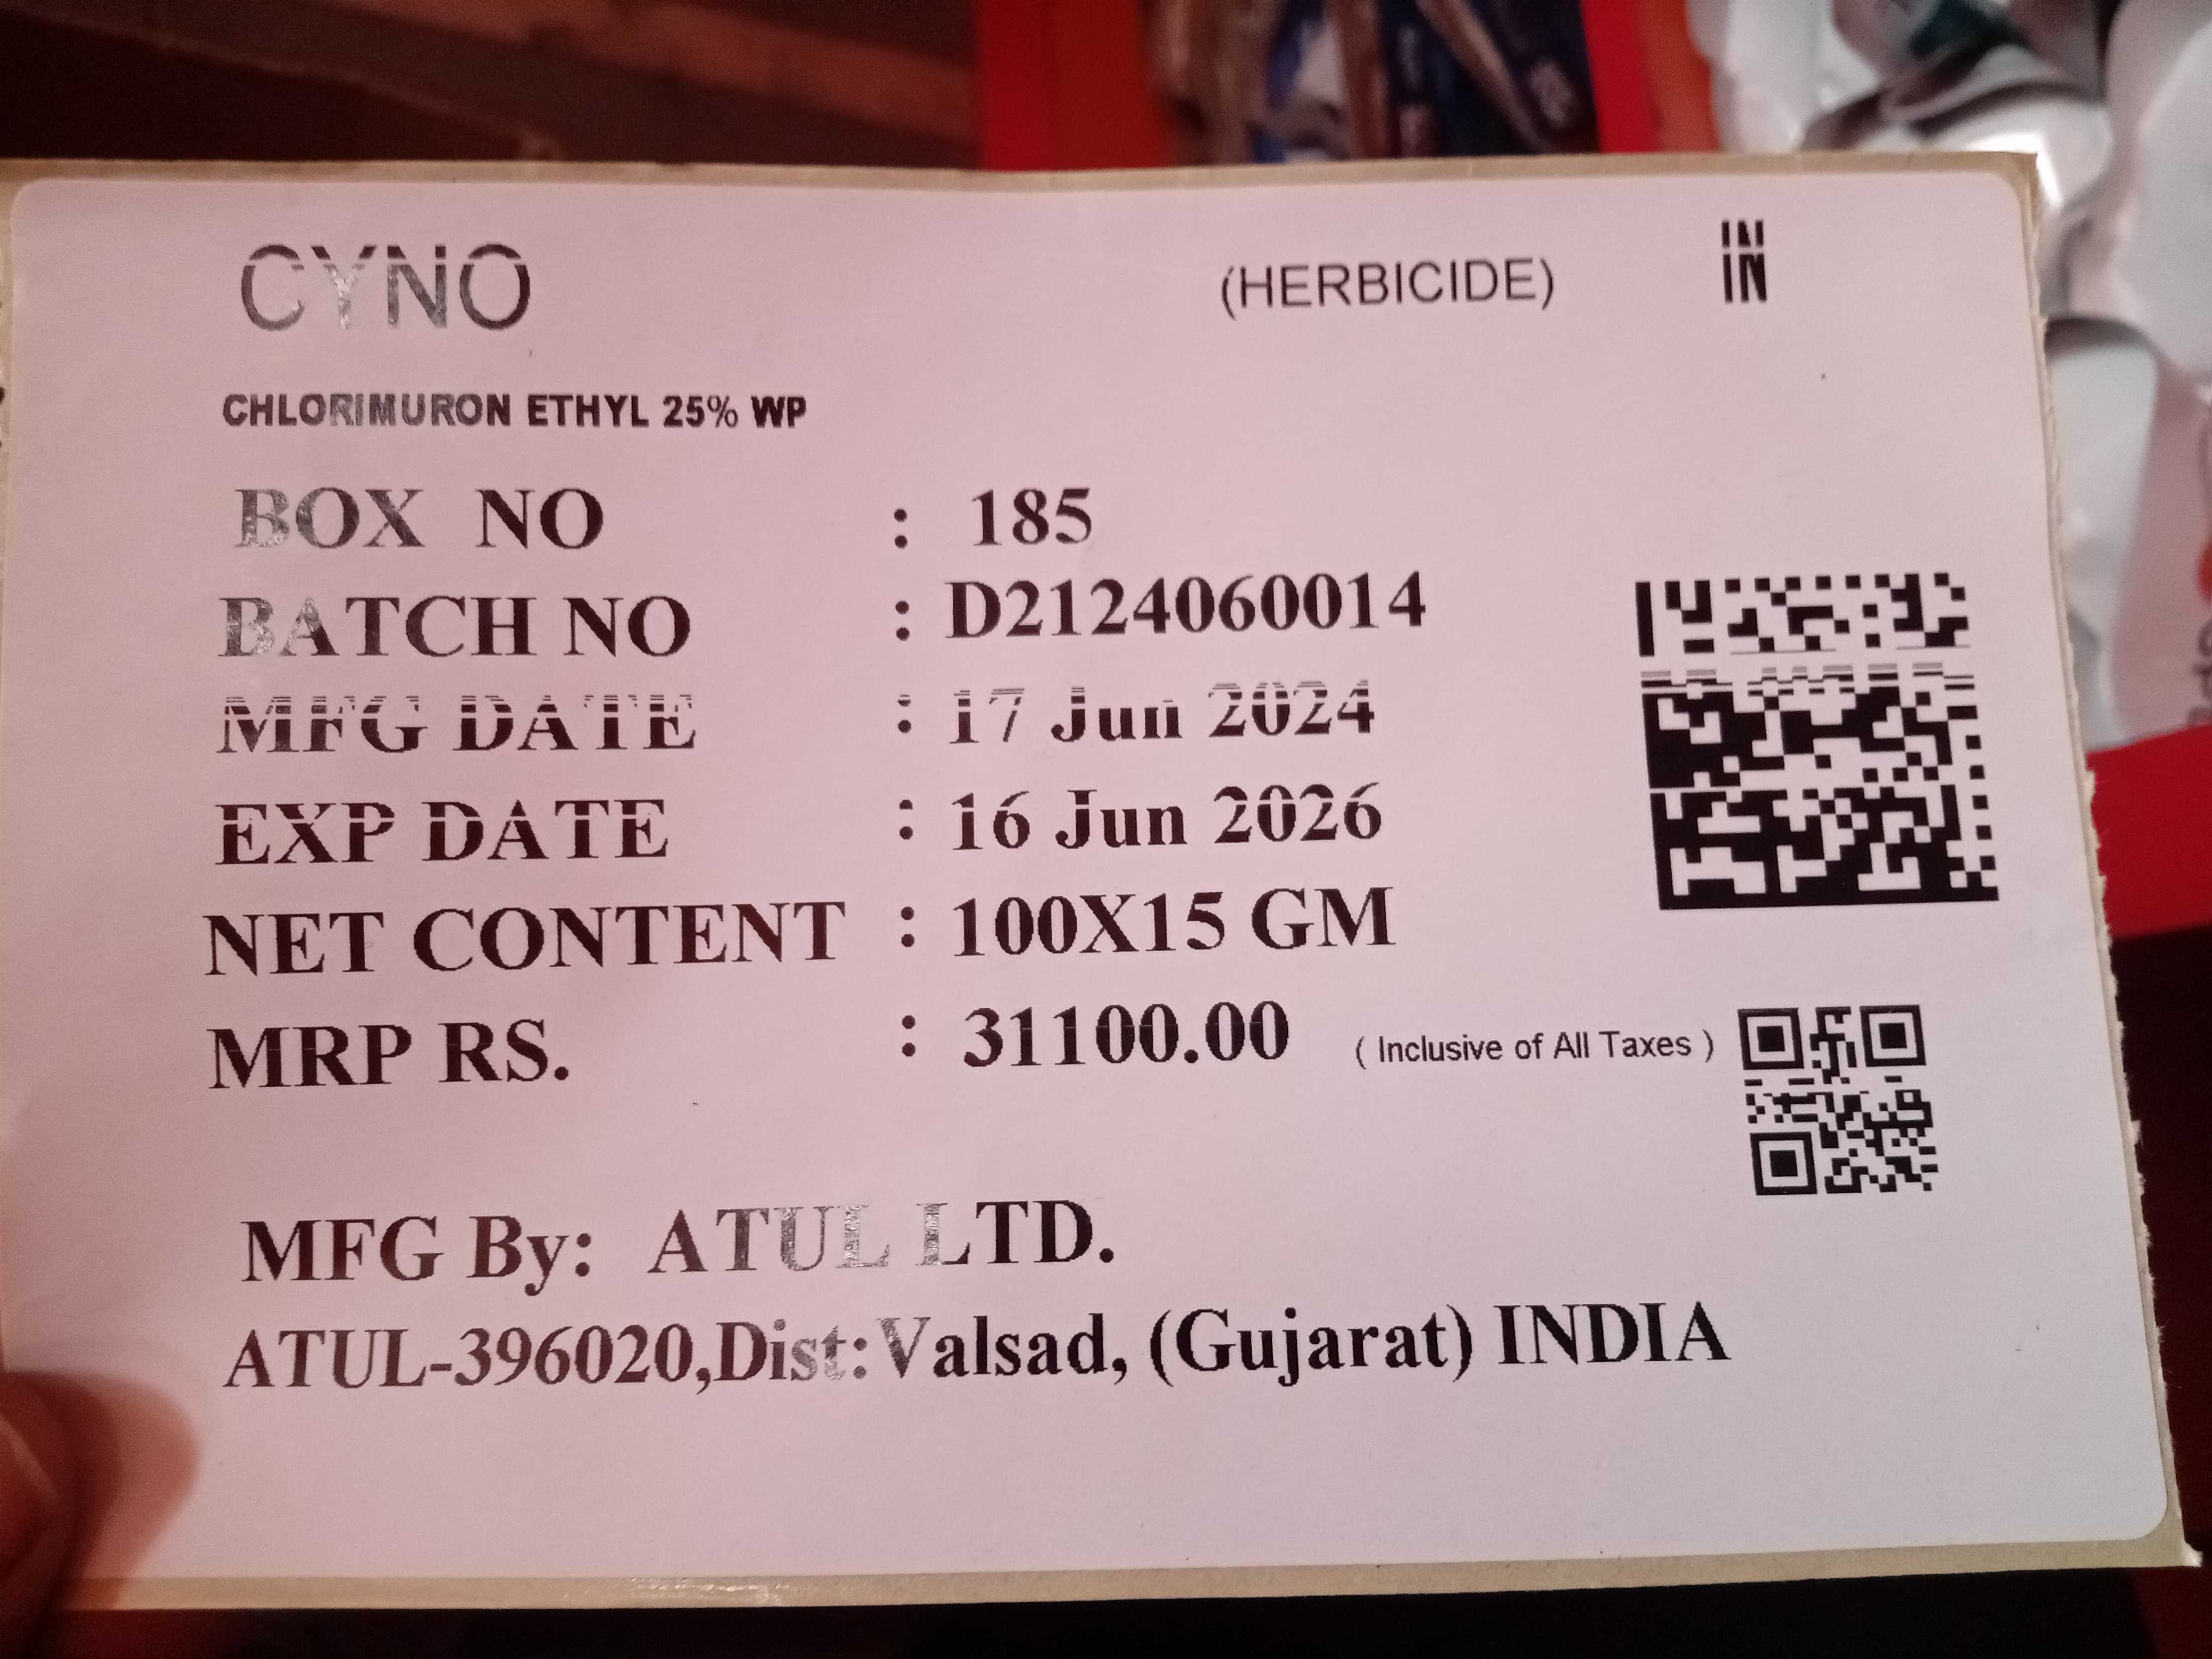 CYNO (HERBICIDE) IN
CHLORIMURON ETHYL 25% WP
BOX NO : 185
BATCH NO : D2124060014
MFG DATE : 17 Jun 2024
EXP DATE : 16 Jun 2026
NET CONTENT : 100X15 GM
MRP RS. : 31100.00 ( Inclusive of All Taxes )
MFG By: ATUL LTD.
ATUL-396020,Dist:Valsad, (Gujarat) INDIA